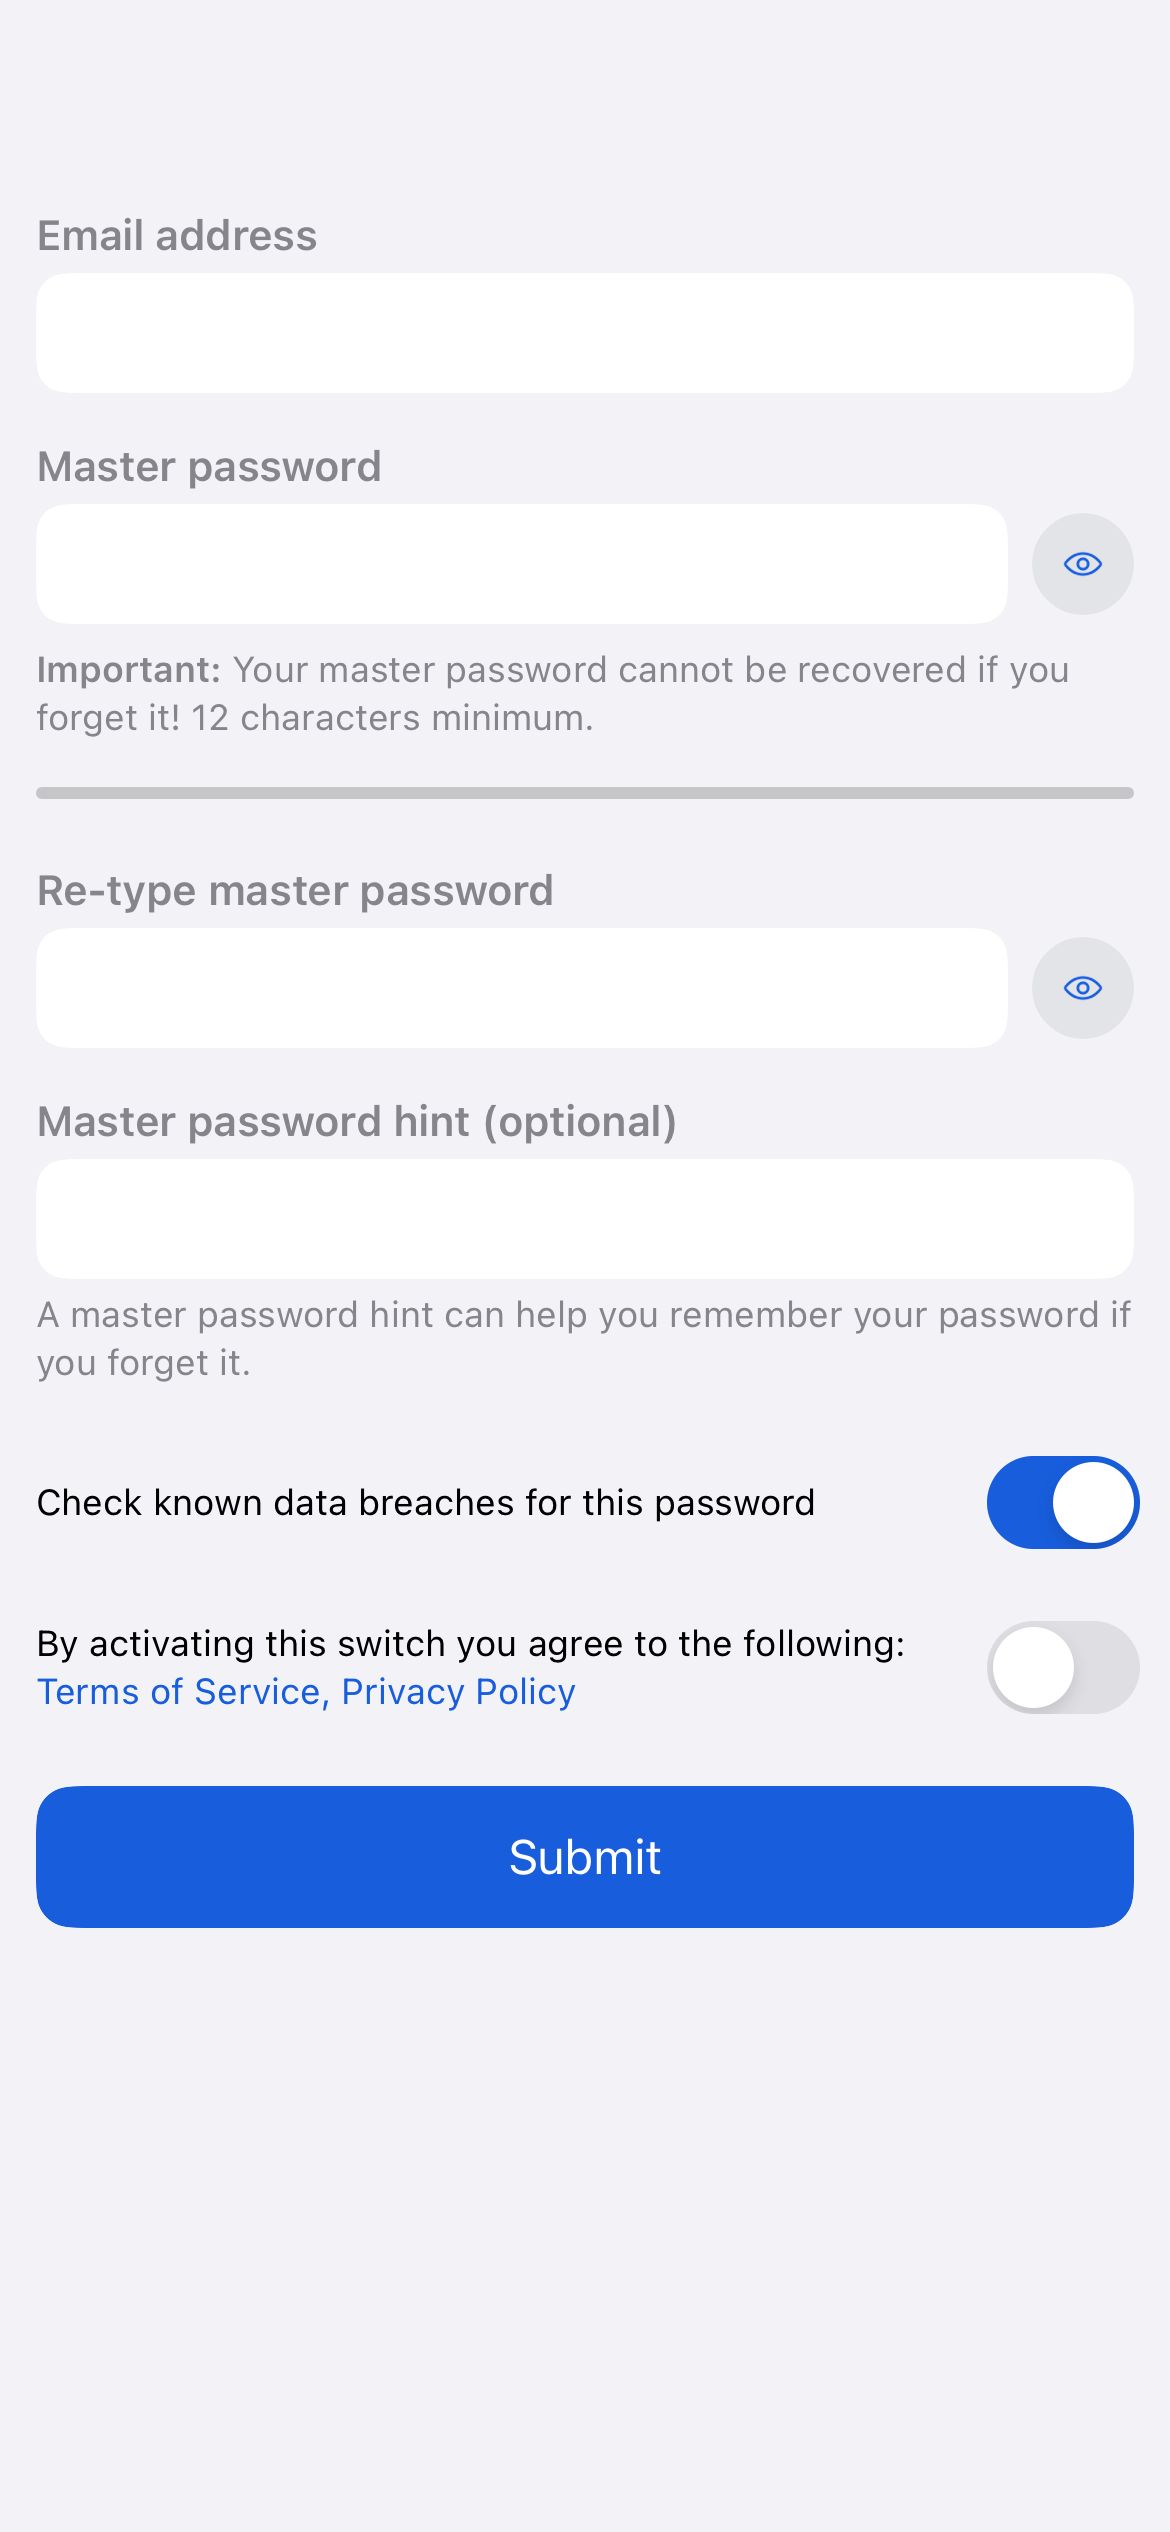 Email address
Master password
Important: Your master password cannot be recovered if you
forget it! 12 characters minimum.
Re-type master password
Master password hint (optional)
A master password hint can help you remember your password if
you forget it.
Check known data breaches for this password
By activating this switch you agree to the following:
Terms of Service, Privacy Policy
Submit